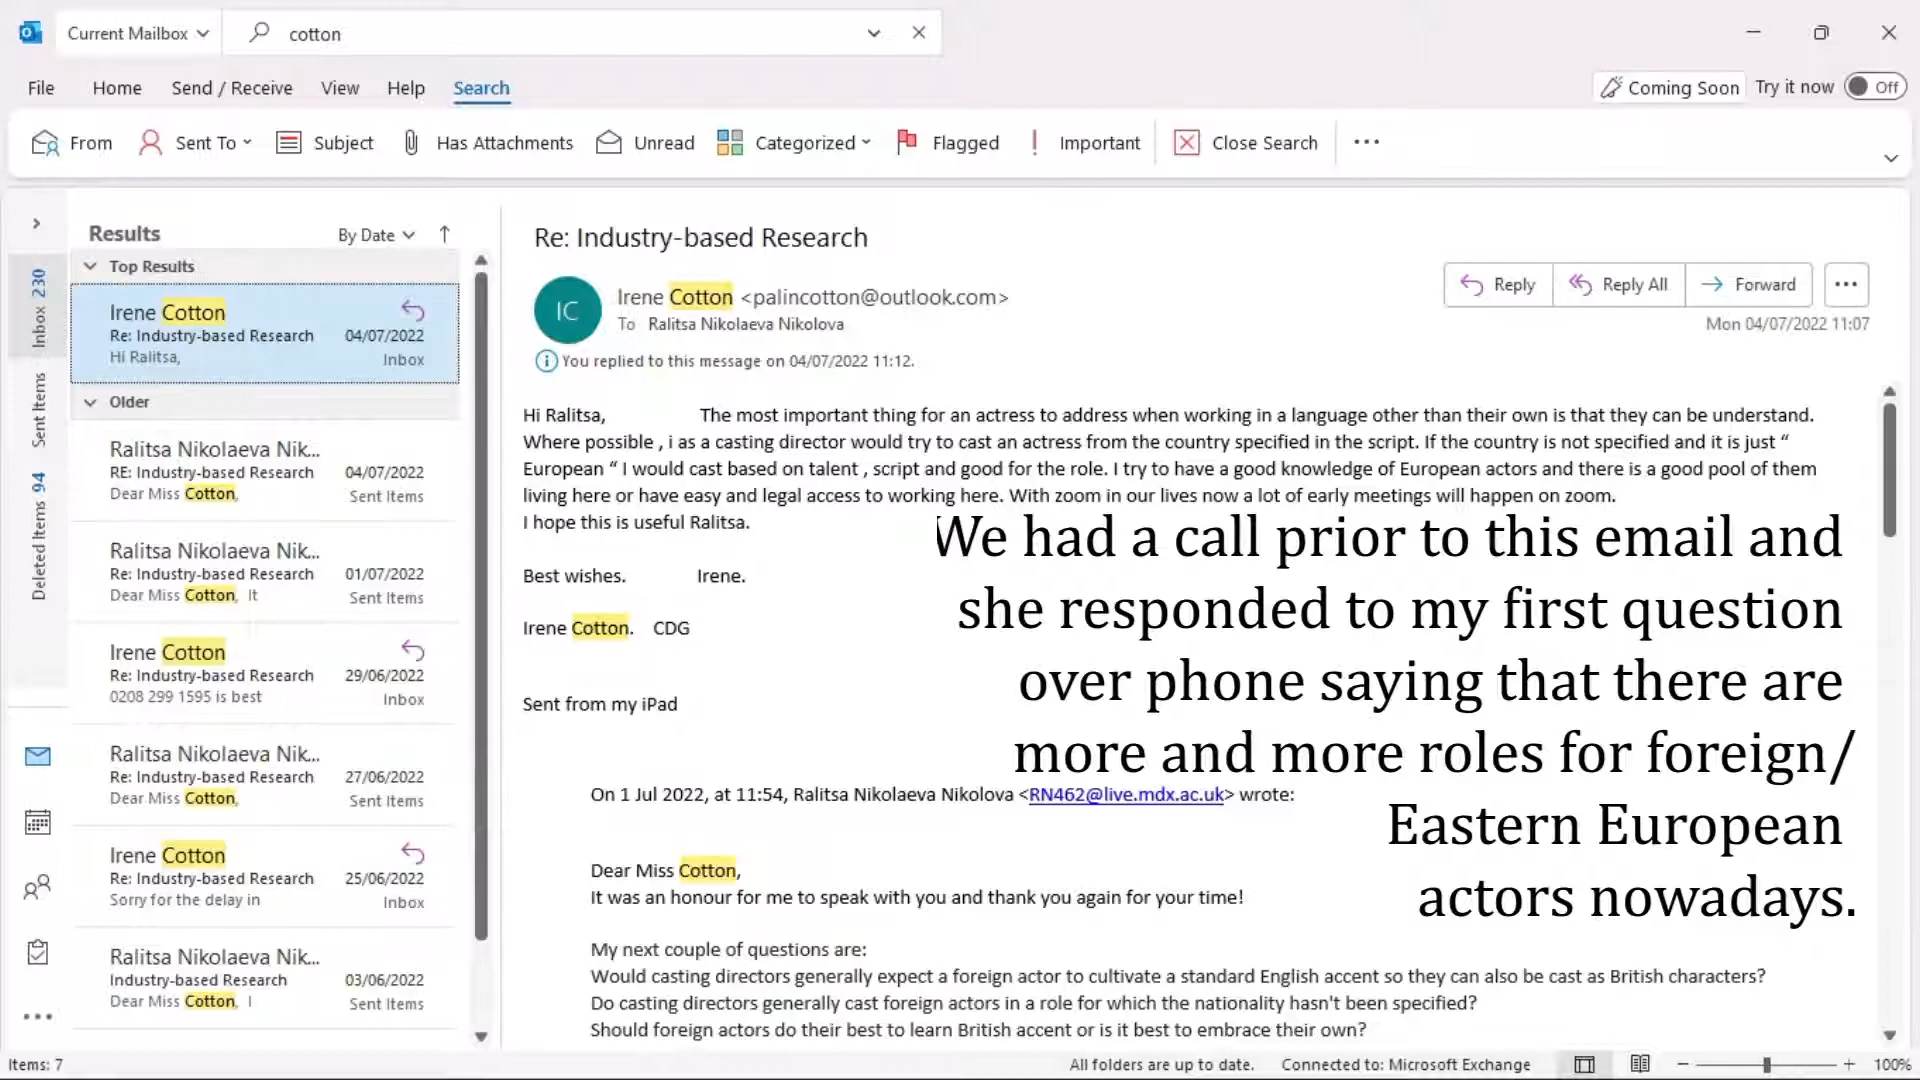 Current Mailbox
cotton
File Home Send / Receive View Help Search
Coming Soon Try it now Off
From Sent To Subject Has Attachments Unread Categorized Flagged Important Close Search
Inbox 230
Sent Items
Deleted Items 94
Results By Date
Top Results
Irene Cotton
Re: Industry-based Research 04/07/2022
Hi Ralitsa, Inbox
Older
Ralitsa Nikolaeva Nik...
RE: Industry-based Research 04/07/2022
Dear Miss Cotton, Sent Items
Ralitsa Nikolaeva Nik...
Re: Industry-based Research 01/07/2022
Dear Miss Cotton, It Sent Items
Irene Cotton
Re: Industry-based Research 29/06/2022
0208 299 1595 is best Inbox
Ralitsa Nikolaeva Nik...
Re: Industry-based Research 27/06/2022
Dear Miss Cotton, Sent Items
Irene Cotton
Re: Industry-based Research 25/06/2022
Sorry for the delay in Inbox
Ralitsa Nikolaeva Nik...
Industry-based Research 03/06/2022
Dear Miss Cotton, I Sent Items
Re: Industry-based Research
IC
Irene Cotton <palincotton@outlook.com>
To Ralitsa Nikolaeva Nikolova
You replied to this message on 04/07/2022 11:12.
Reply Reply All Forward
Mon 04/07/2022 11:07
Hi Ralitsa, The most important thing for an actress to address when working in a language other than their own is that they can be understand.
Where possible , i as a casting director would try to cast an actress from the country specified in the script. If the country is not specified and it is just “
European “ I would cast based on talent , script and good for the role. I try to have a good knowledge of European actors and there is a good pool of them
living here or have easy and legal access to working here. With zoom in our lives now a lot of early meetings will happen on zoom.
I hope this is useful Ralitsa.
Best wishes. Irene.
Irene Cotton. CDG
Sent from my iPad
We had a call prior to this email and
she responded to my first question
over phone saying that there are
more and more roles for foreign/
Eastern European
actors nowadays.
On 1 Jul 2022, at 11:54, Ralitsa Nikolaeva Nikolova <RN462@live.mdx.ac.uk> wrote:
Dear Miss Cotton,
It was an honour for me to speak with you and thank you again for your time!
My next couple of questions are:
Would casting directors generally expect a foreign actor to cultivate a standard English accent so they can also be cast as British characters?
Do casting directors generally cast foreign actors in a role for which the nationality hasn't been specified?
Should foreign actors do their best to learn British accent or is it best to embrace their own?
Items: 7
All folders are up to date. Connected to: Microsoft Exchange 100%